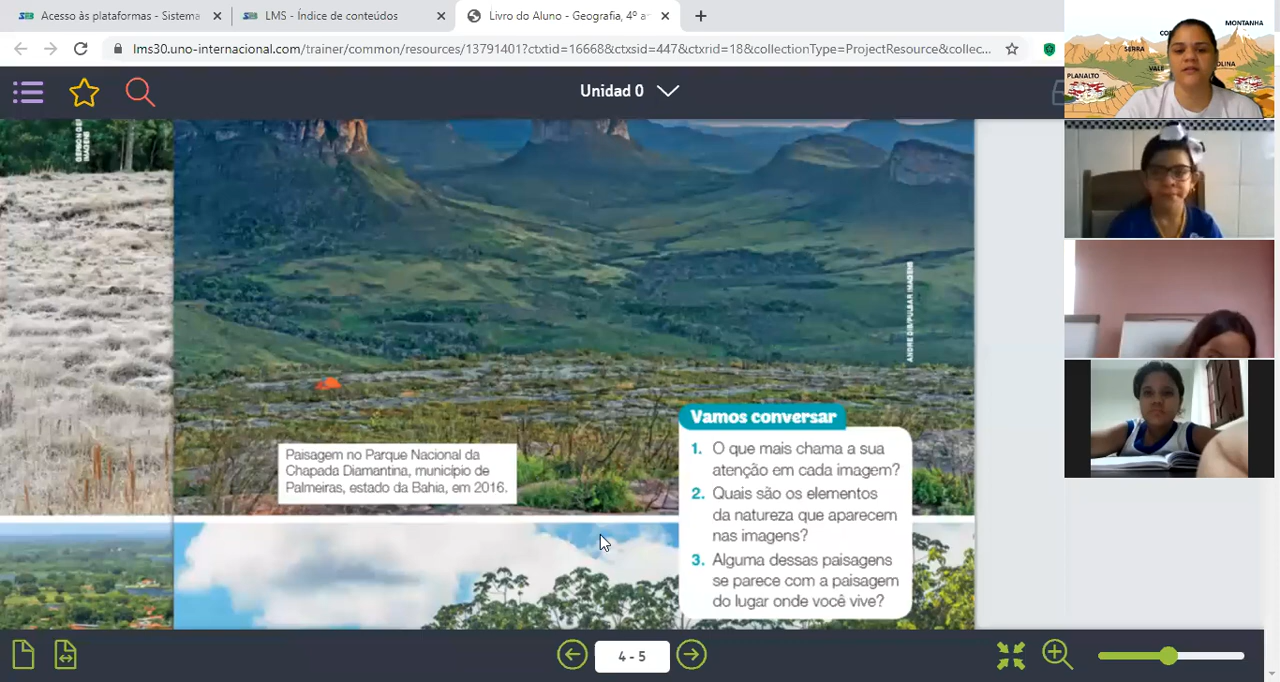 Acesso às plataformas - Sistema
LMS - Índice de conteúdos
Livro do Aluno - Geografia, 4º a
lms30.uno-internacional.com/trainer/common/resources/13791401?ctxtid=16668&ctxsid=447&ctxrid=18&collectionType=ProjectResource&collec...
Unidad 0
MONTANHA
SERRA
VALE
PLANALTO
ANDRE DIB/PULSAR IMAGENS
Vamos conversar
1. O que mais chama a sua
atenção em cada imagem?
2. Quais são os elementos
da natureza que aparecem
nas imagens?
3. Alguma dessas paisagens
se parece com a paisagem
do lugar onde você vive?
Paisagem no Parque Nacional da
Chapada Diamantina, município de
Palmeiras, estado da Bahia, em 2016.
4 - 5